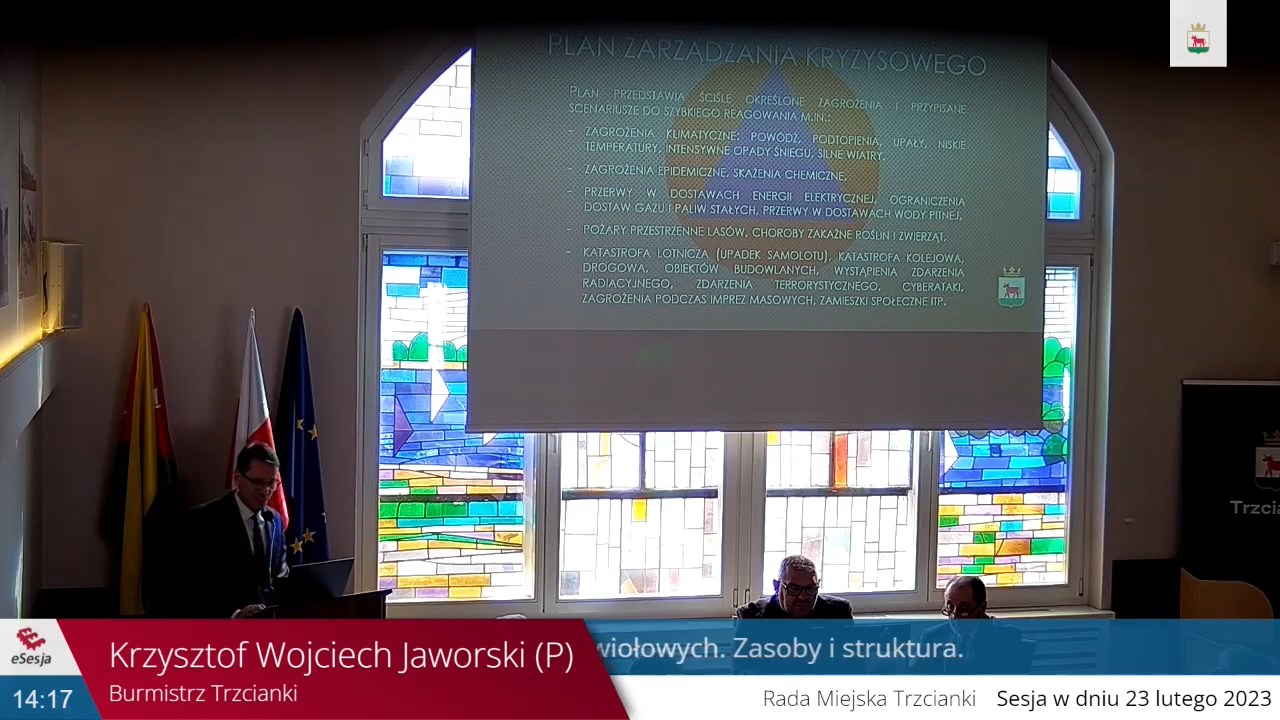 PLAN ZARZĄDZANIA KRYZYSOWEGO
PLAN PRZEDSTAWIA ŚCIŚLE OKREŚLONE ZAGROŻENIA I PRZYPISANE
SCENARIUSZE DO SZYBKIEGO REAGOWANIA M.IN.:
- ZAGROŻENIA KLIMATYCZNE: POWÓDŹ, PODTOPIENIA, UPAŁY, NISKIE
TEMPERATURY, INTENSYWNE OPADY ŚNIEGU, SILNE WIATRY,
- ZAGROŻENIA EPIDEMICZNE, SKAŻENIA CHEMICZNE,
- PRZERWY W DOSTAWACH ENERGII ELEKTRYCZNEJ, OGRANICZENIA
DOSTAW GAZU I PALIW STAŁYCH, PRZERWY W DOSTAWACH WODY PITNEJ,
- POŻARY PRZESTRZENNE LASÓW, CHOROBY ZAKAŹNE ROŚLIN I ZWIERZĄT,
- KATASTROFA LOTNICZA (UPADEK SAMOLOTU), KATASTROFA KOLEJOWA,
DROGOWA, OBIEKTÓW BUDOWLANYCH, WYSTĄPIENIA ZDARZENIA
RADIACYJNEGO, ZDARZENIA TERRORYSTYCZNEGO, CYBERATAKI,
ZAGROŻENIA PODCZAS IMPREZ MASOWYCH, ZAMIESZKI SPOŁECZNE ITP.
Trzcia
eSesja
14:17
Krzysztof Wojciech Jaworski (P)
Burmistrz Trzcianki
wiołowych. Zasoby i struktura.
Rada Miejska Trzcianki Sesja w dniu 23 lutego 2023